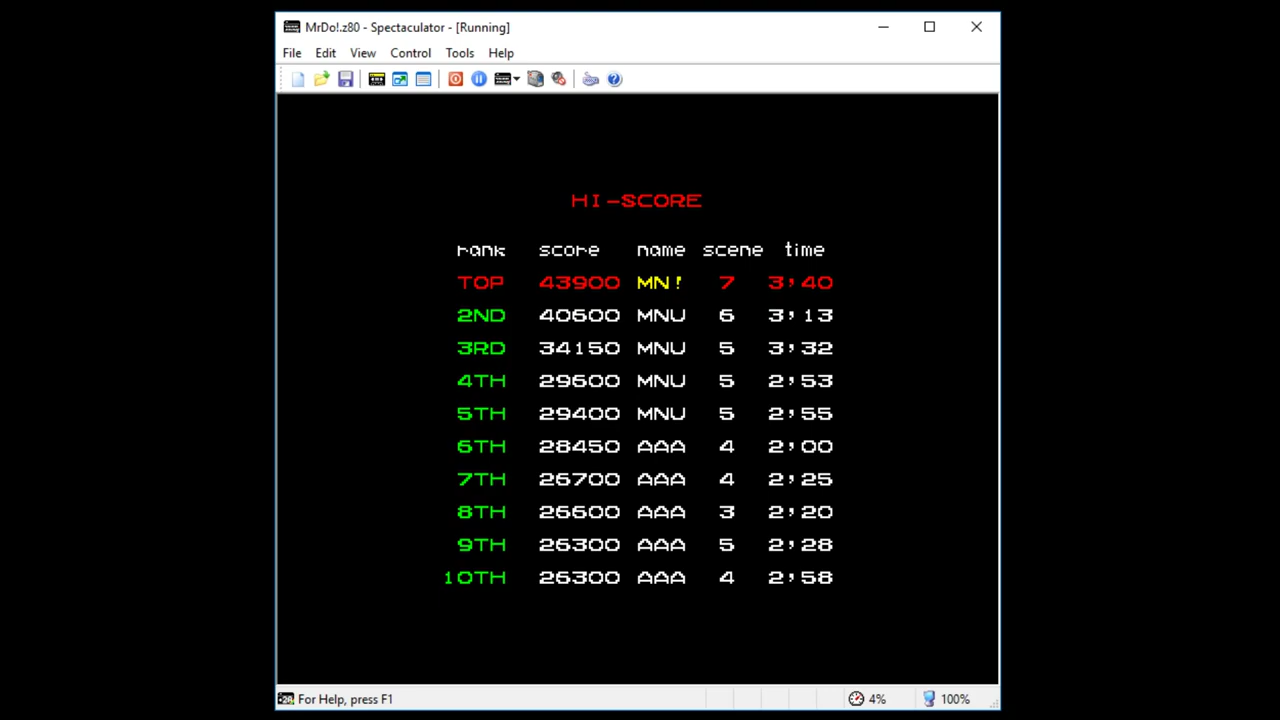 MrDo!.z80 - Spectaculator - [Running]
File Edit View Control Tools Help
HI-SCORE
rank score name scene time
TOP 43900 MN! 7 3,40
2ND 40600 MNU 6 3,13
3RD 34150 MNU 5 3,32
4TH 29600 MNU 5 2,53
5TH 29400 MNU 5 2,55
6TH 28450 AAA 4 2,00
7TH 26700 AAA 4 2,25
8TH 26600 AAA 3 2,20
9TH 26300 AAA 5 2,28
10TH 26300 AAA 4 2,58
For Help, press F1 4% 100%